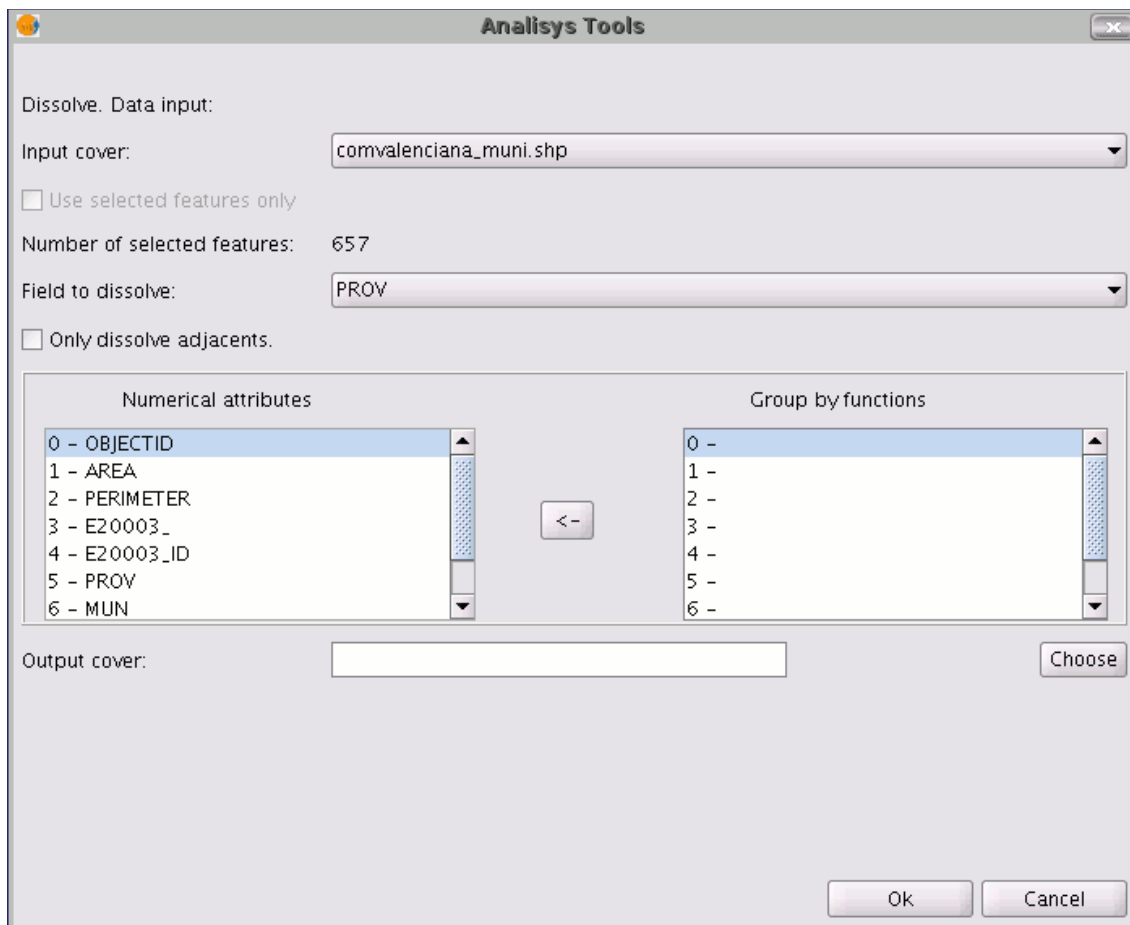 Analisys Tools
Dissolve. Data input:
Input cover: comvalenciana_muni.shp
Use selected features only
Number of selected features: 657
Field to dissolve: PROV
Only dissolve adjacents.
Numerical attributes Group by functions
0 - OBJECTID 0 -
1 - AREA 1 -
2 - PERIMETER 2 -
<- 
3 - E20003_ 3 -
4 - E20003_ID 4 -
5 - PROV 5 -
6 - MUN 6 -
Output cover: Choose
Ok Cancel